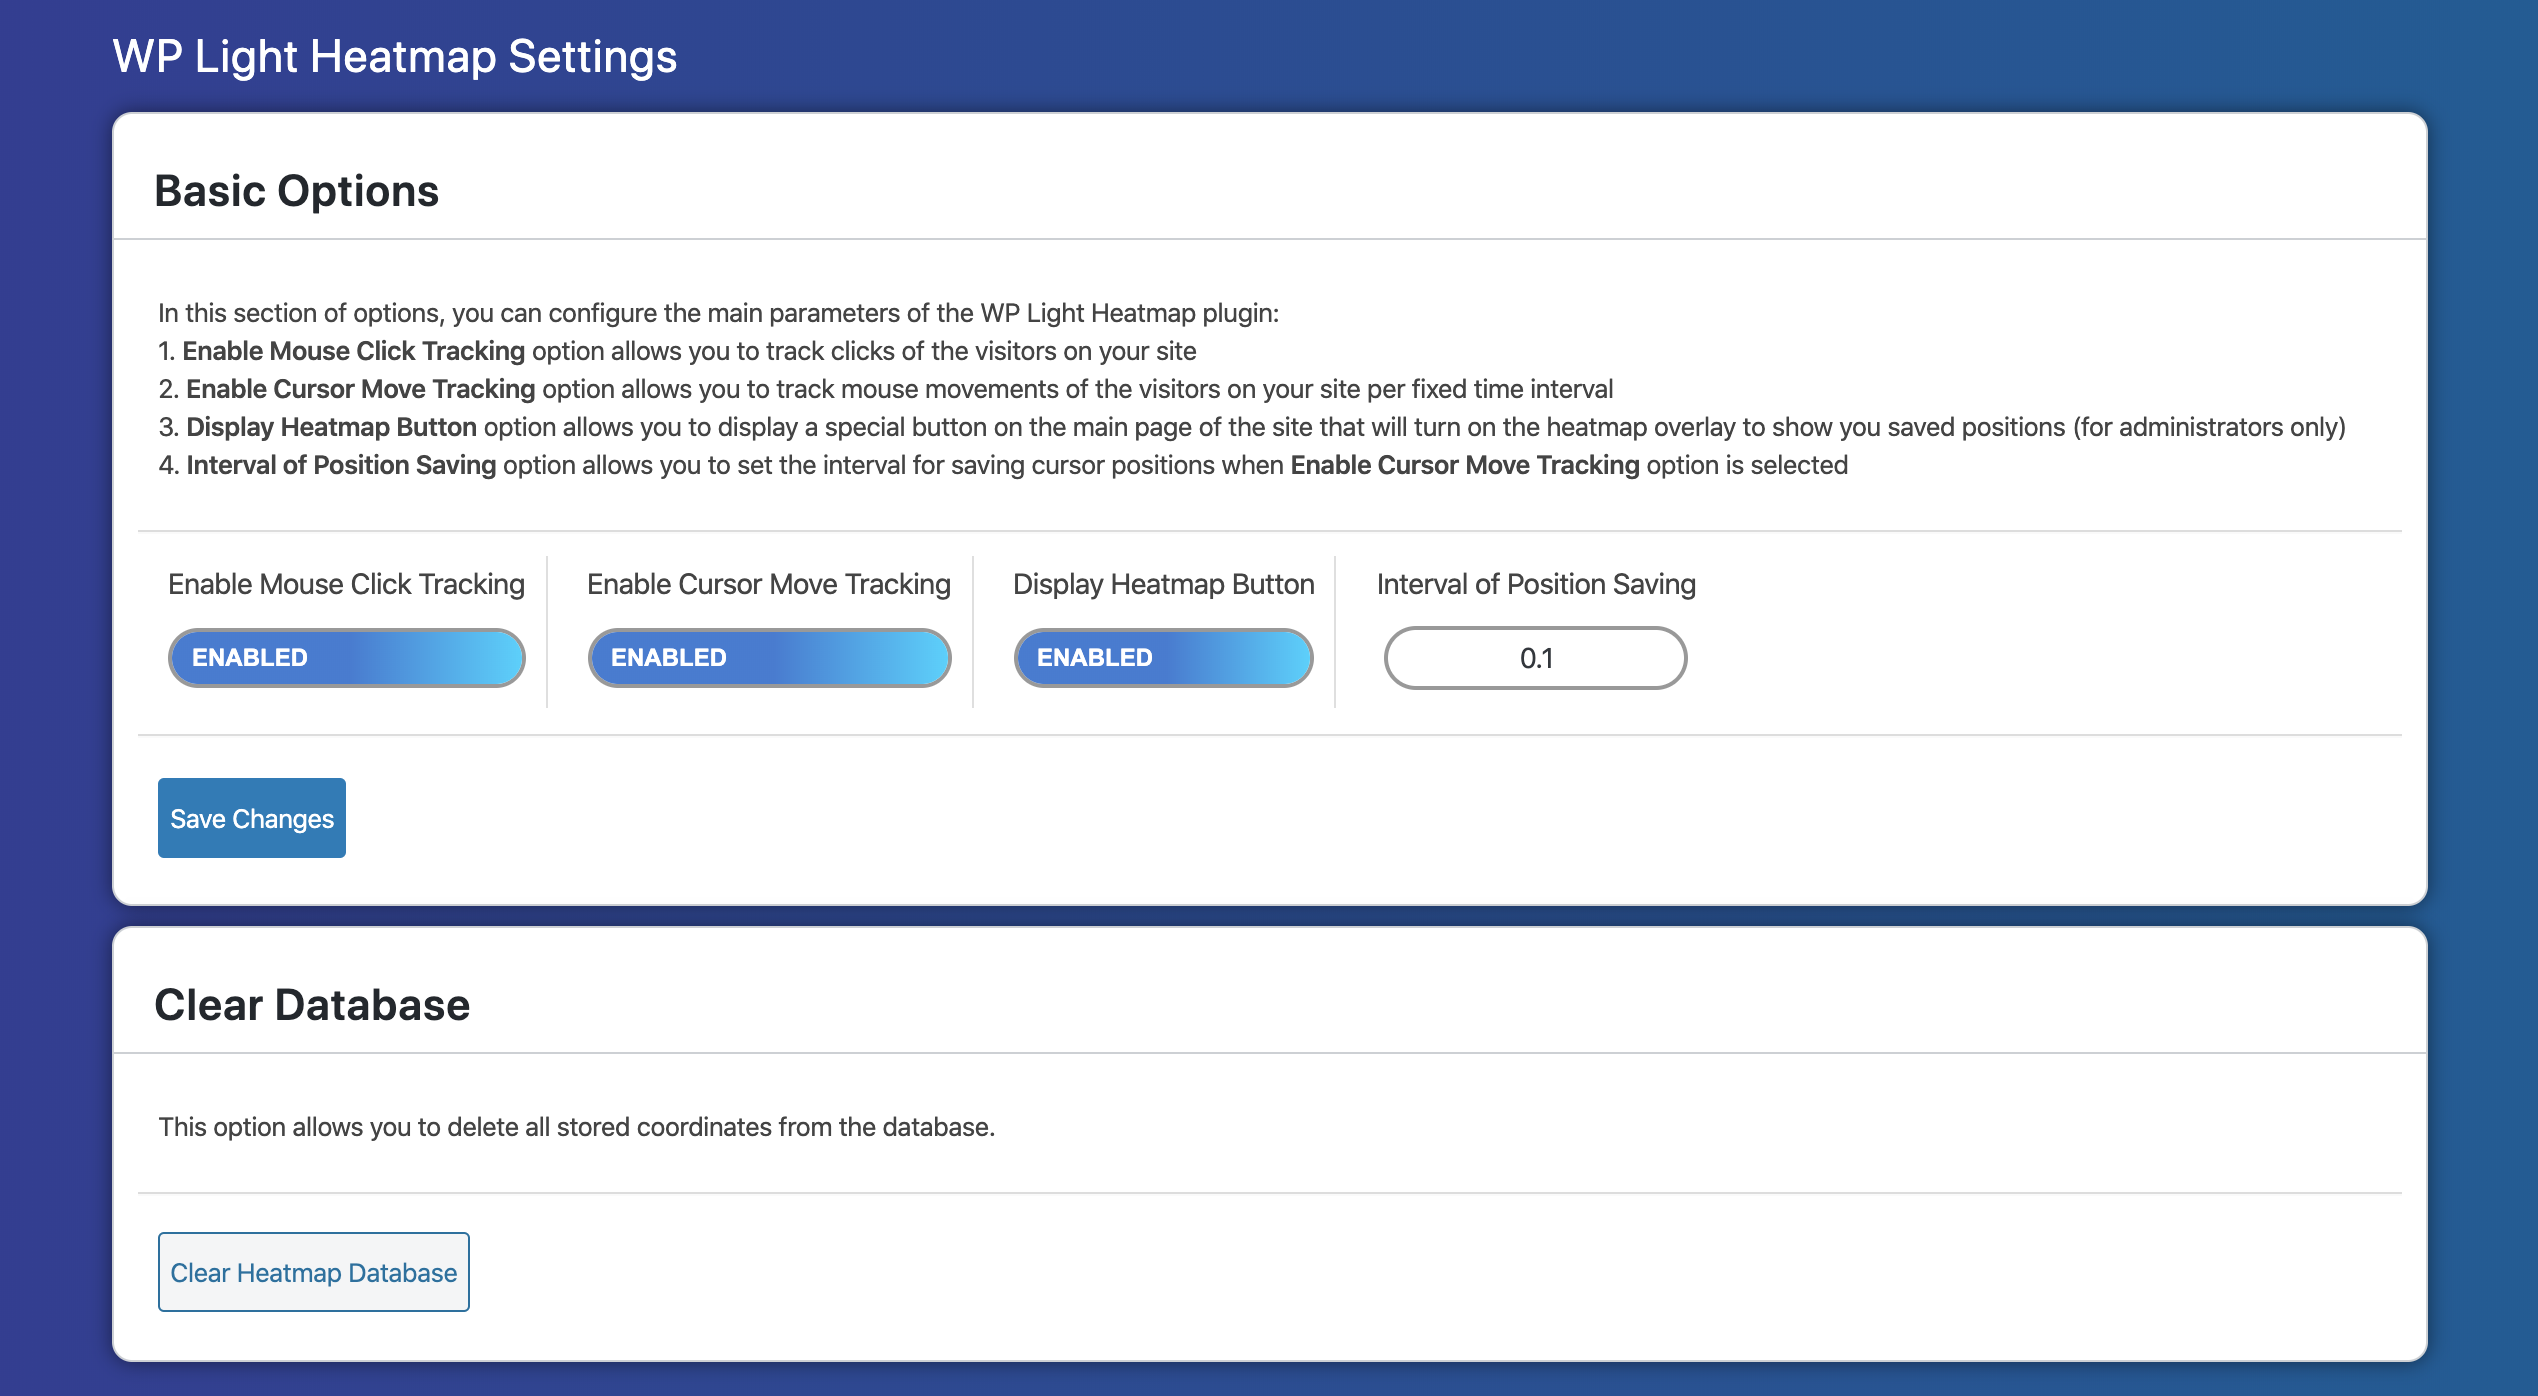 WP Light Heatmap Settings
Basic Options
In this section of options, you can configure the main parameters of the WP Light Heatmap plugin:
1. Enable Mouse Click Tracking option allows you to track clicks of the visitors on your site
2. Enable Cursor Move Tracking option allows you to track mouse movements of the visitors on your site per fixed time interval
3. Display Heatmap Button option allows you to display a special button on the main page of the site that will turn on the heatmap overlay to show you saved positions (for administrators only)
4. Interval of Position Saving option allows you to set the interval for saving cursor positions when Enable Cursor Move Tracking option is selected
Enable Mouse Click Tracking
ENABLED
Enable Cursor Move Tracking
ENABLED
Display Heatmap Button
ENABLED
Interval of Position Saving
0.1
Save Changes
Clear Database
This option allows you to delete all stored coordinates from the database.
Clear Heatmap Database